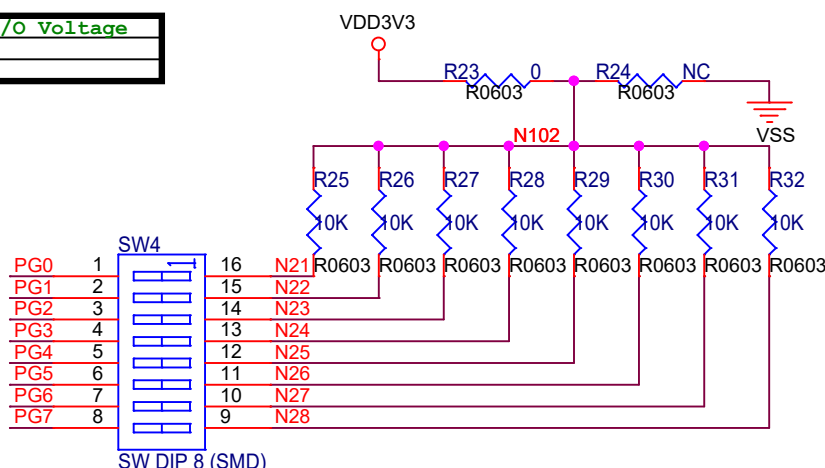 /O Voltage
VDD3V3
R23 0 R24 NC
R0603 R0603
N102 VSS
R25 R26 R27 R28 R29 R30 R31 R32
10K 10K 10K 10K 10K 10K 10K 10K
SW4
R0603 R0603 R0603 R0603 R0603 R0603 R0603 R0603
PG0 1 16 N21
PG1 2 15 N22
PG2 3 14 N23
PG3 4 13 N24
PG4 5 12 N25
PG5 6 11 N26
PG6 7 10 N27
PG7 8 9 N28
SW DIP 8 (SMD)